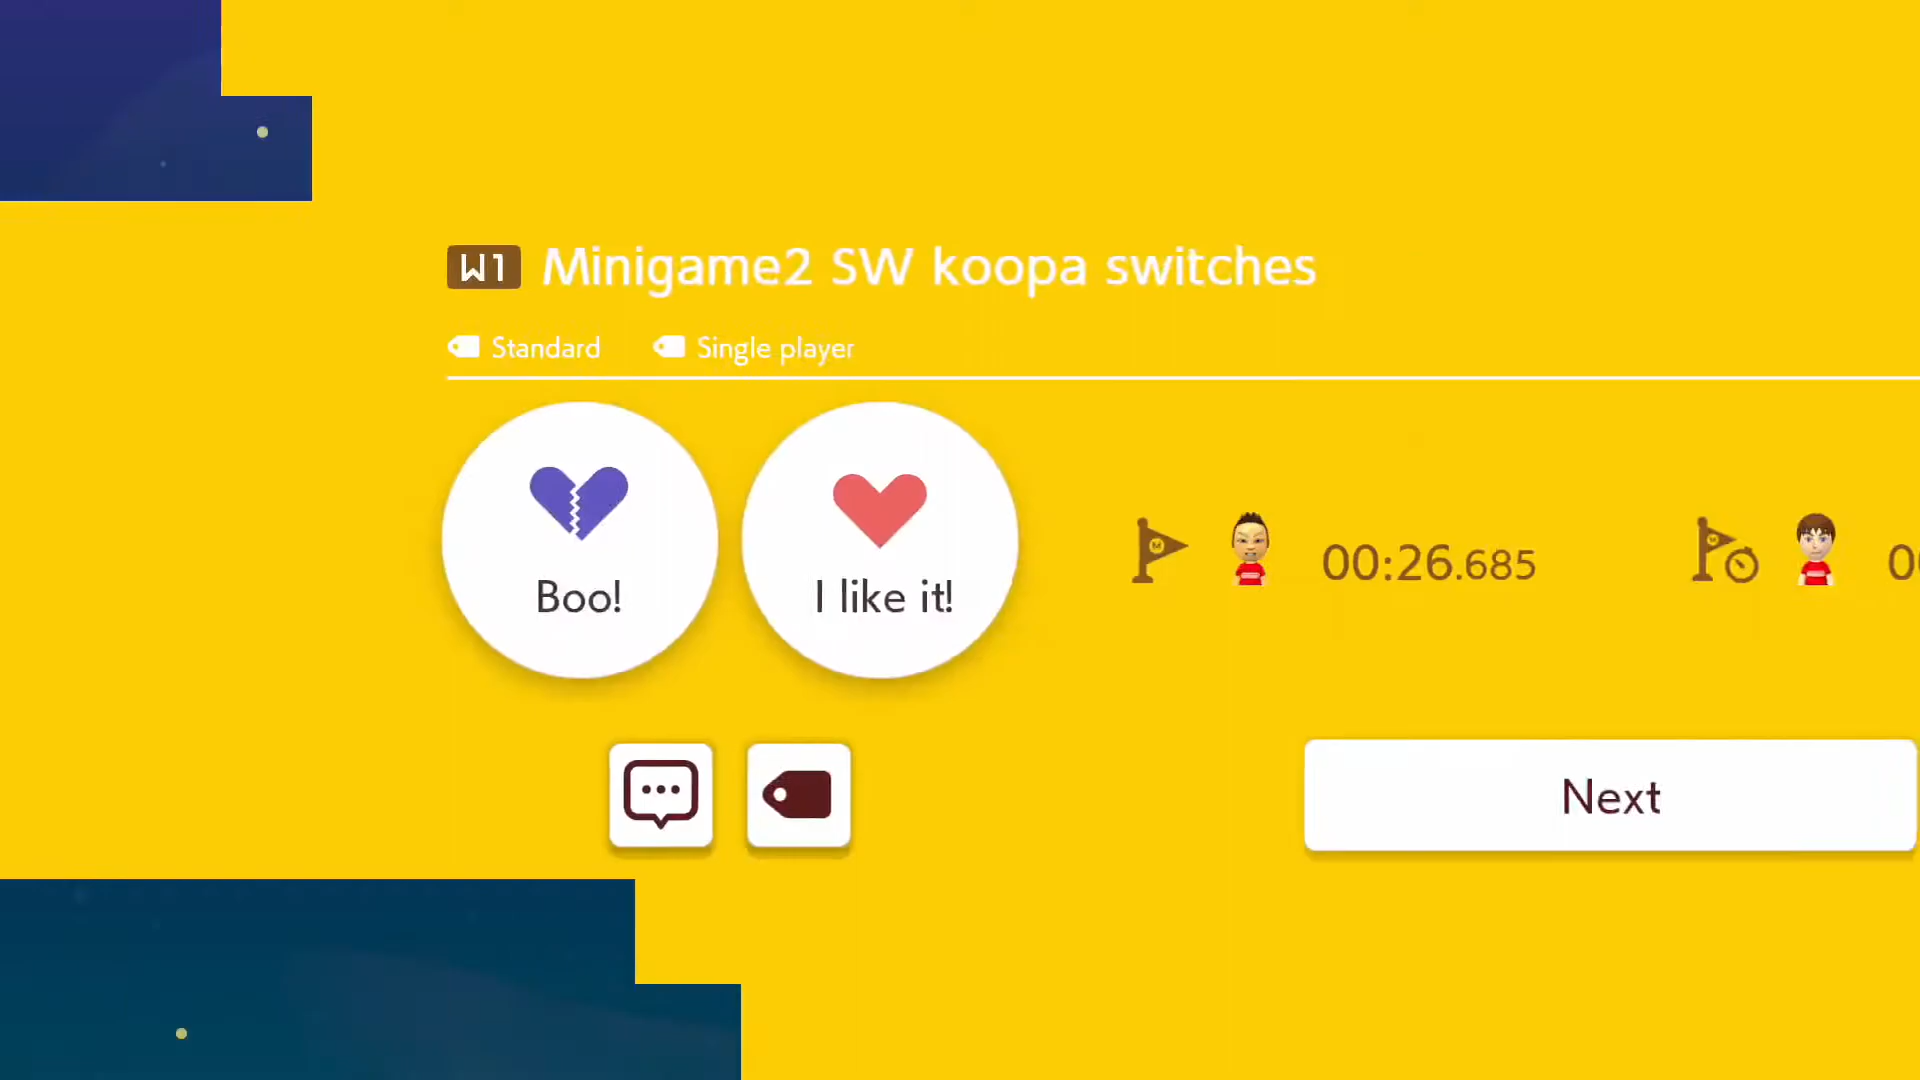 W1 Minigame2 SW koopa switches
Standard Single player
Boo! I like it!
00:26.685
Next